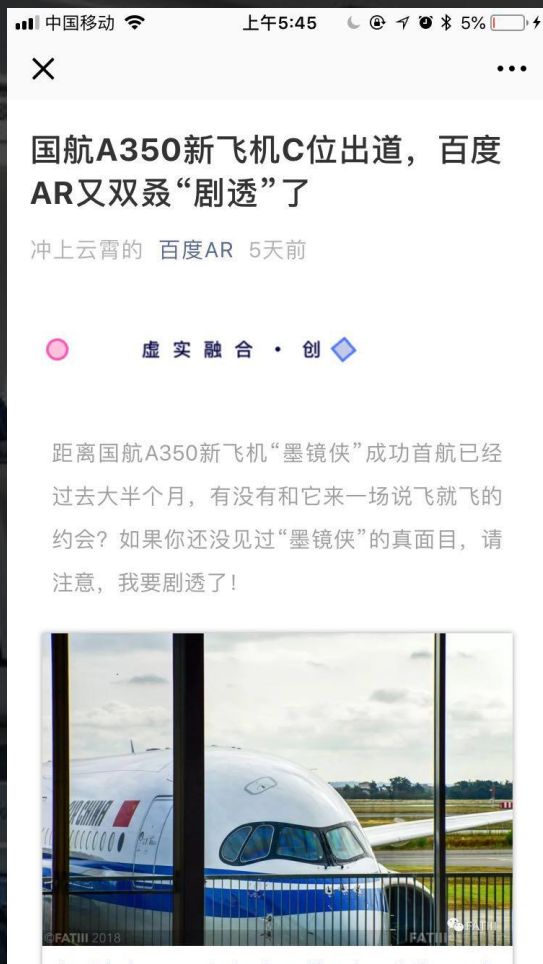 中国移动 上午5:45 5%
国航A350新飞机C位出道，百度
AR又双叒“剧透”了
冲上云霄的 百度AR 5天前
虚实融合·创
距离国航A350新飞机“墨镜侠”成功首航已经
过去大半个月，有没有和它来一场说飞就飞的
约会？如果你还没见过“墨镜侠”的真面目，请
注意，我要剧透了！
AIR CHINA
FATIII
©FATIII 2018
FATIII